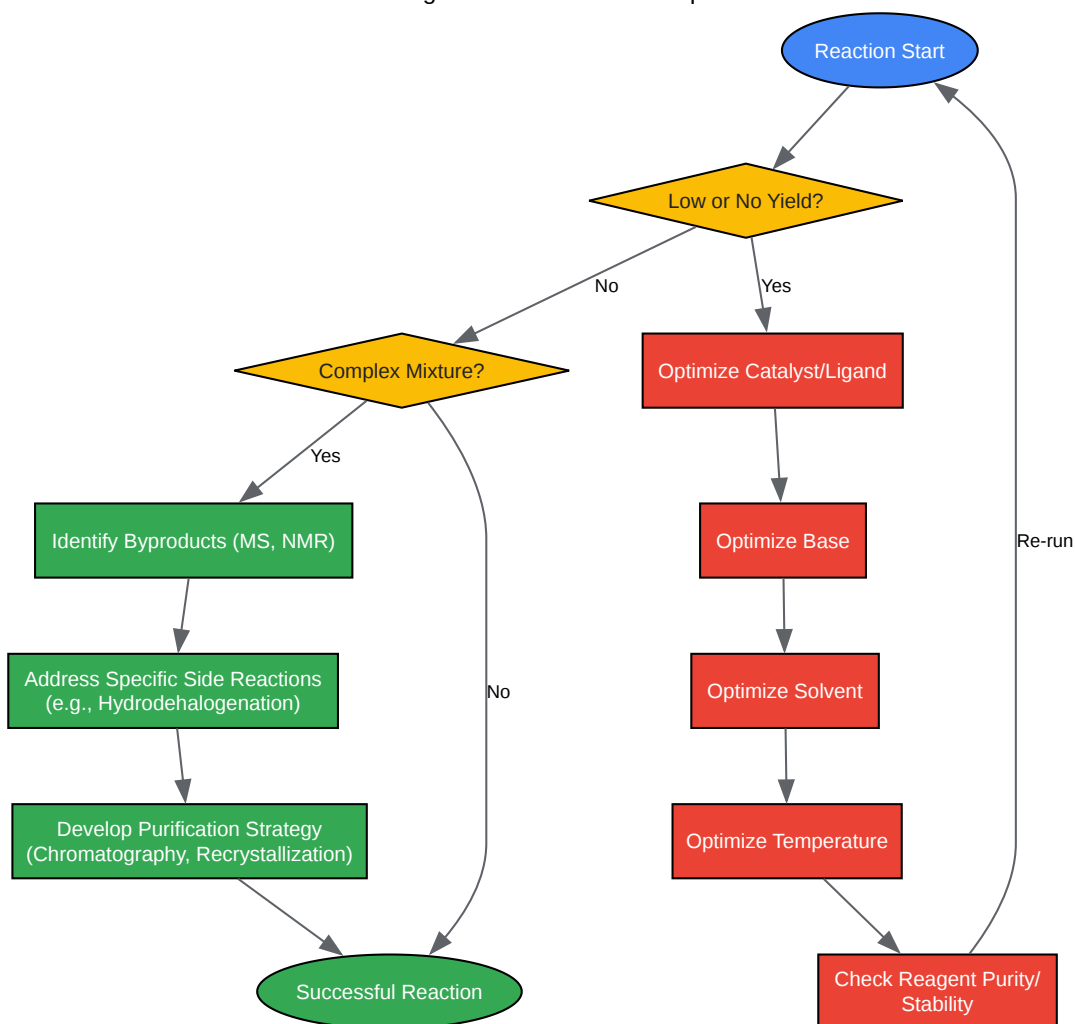 Reaction Start
Low or No Yield?
No
Yes
Complex Mixture?
Optimize Catalyst/Ligand
Yes
Identify Byproducts (MS, NMR)
Optimize Base
Re-run
Address Specific Side Reactions
(e.g., Hydrodehalogenation)
No
Optimize Solvent
Develop Purification Strategy
(Chromatography, Recrystallization)
Optimize Temperature
Successful Reaction
Check Reagent Purity/
Stability